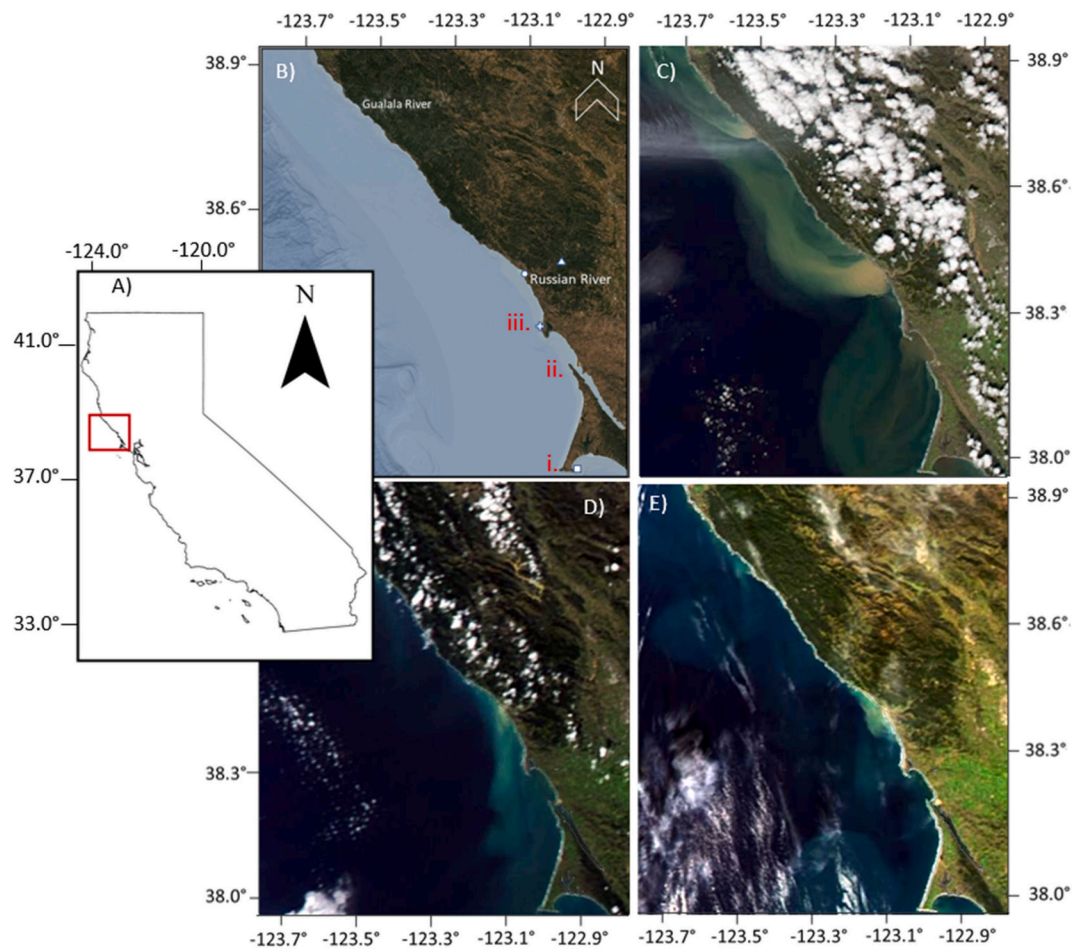 -123.7° -123.5° -123.3° -123.1° -122.9° -123.7° -123.5° -123.3° -123.1° -122.9°
38.9° B) N C) 38.9°
Gualala River
38.6° 38.6°
-124.0° -120.0°
Russian River
A) iii. 38.3°
N
41.0° ii.
37.0° i. 38.0°
D) E) 38.9°
33.0° 38.6°
38.3° 38.3°
38.0° 38.0°
-123.7° -123.5° -123.3° -123.1° -122.9° -123.7° -123.5° -123.3° -123.1° -122.9°